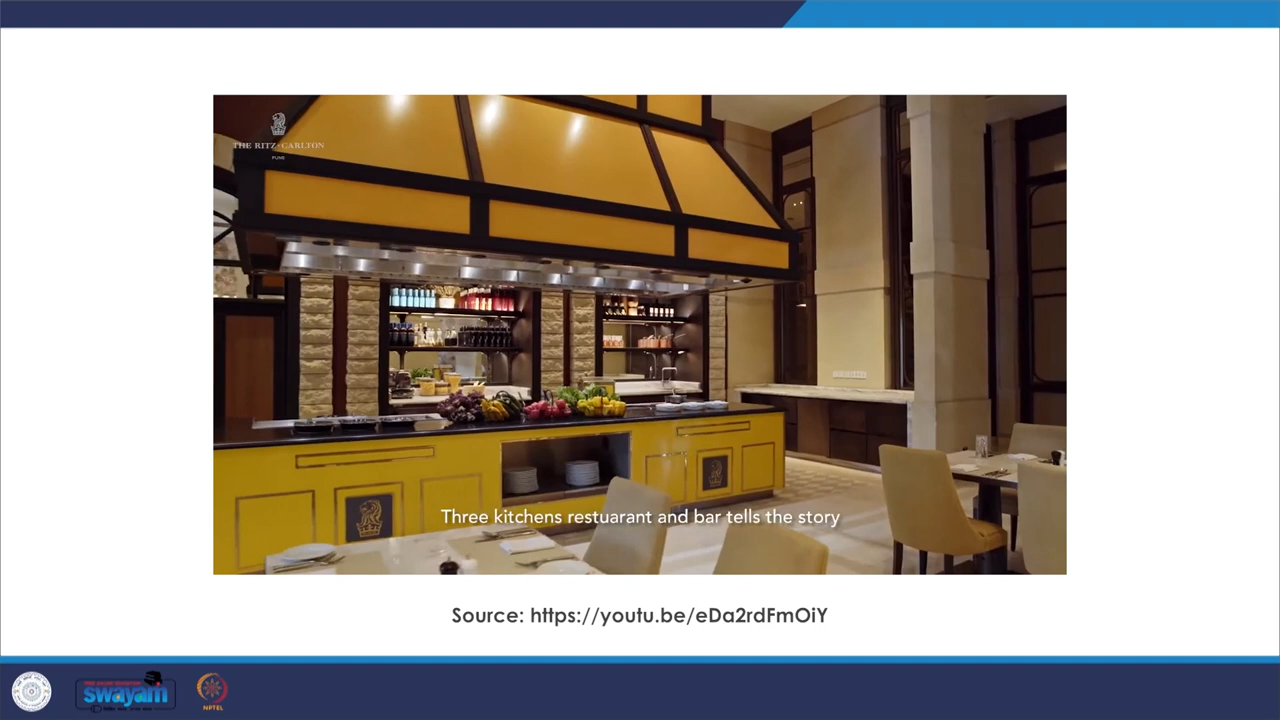 THE RITZ-CARLTON
PUNE
Three kitchens restuarant and bar tells the story
Source: https://youtu.be/eDa2rdFmOiY
swayam
NPTEL